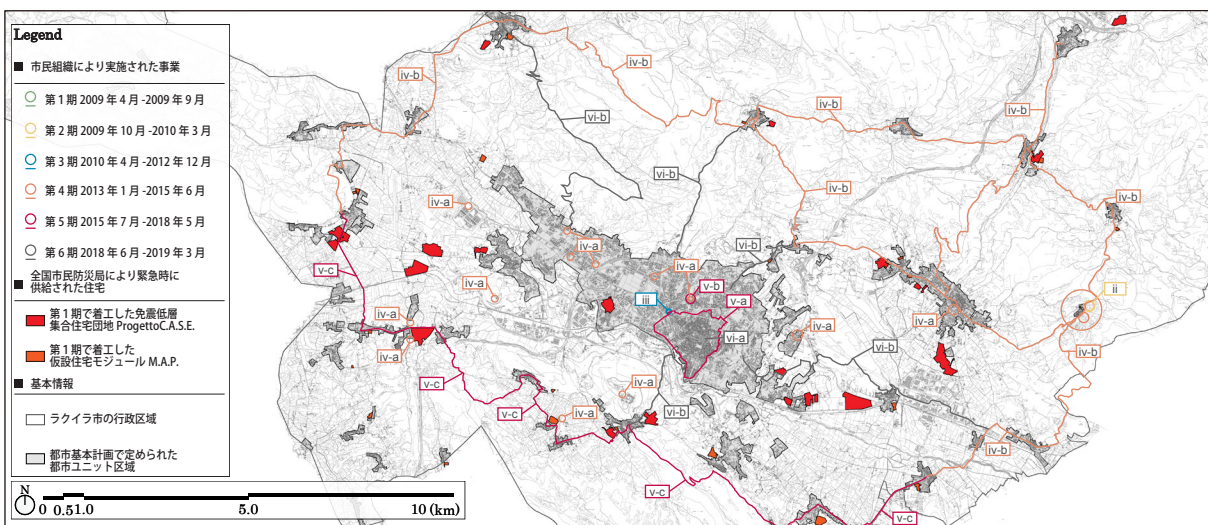 Legend
■ 市民組織により実施された事業
第1期 2009年4月-2009年9月
第2期 2009年10月-2010年3月
第3期 2010年4月-2012年12月
第4期 2013年1月-2015年6月
第5期 2015年7月-2018年5月
第6期 2018年6月-2019年3月
■ 全国市民防災局により緊急時に
供給された住宅
第1期で着工した免震低層
集合住宅団地 ProgettoC.A.S.E.
第1期で着工した
仮設住宅モジュール M.A.P.
■ 基本情報
ラクイラ市の行政区域
都市基本計画で定められた
都市ユニット区域
N
0 0.51.0 5.0 10 (km)
iv-b
iv-b
iv-b
iv-b
vi-b
vi-b
iv-b
iv-b
iv-a
iv-a
iv-a
vi-b
v-c
iv-a
v-b
iii
v-a
ii
iv-a
iv-a
vi-a
iv-a
iv-a
iv-b
vi-b
v-c
iv-a
v-c
iv-a
vi-b
iv-b
v-c
v-c